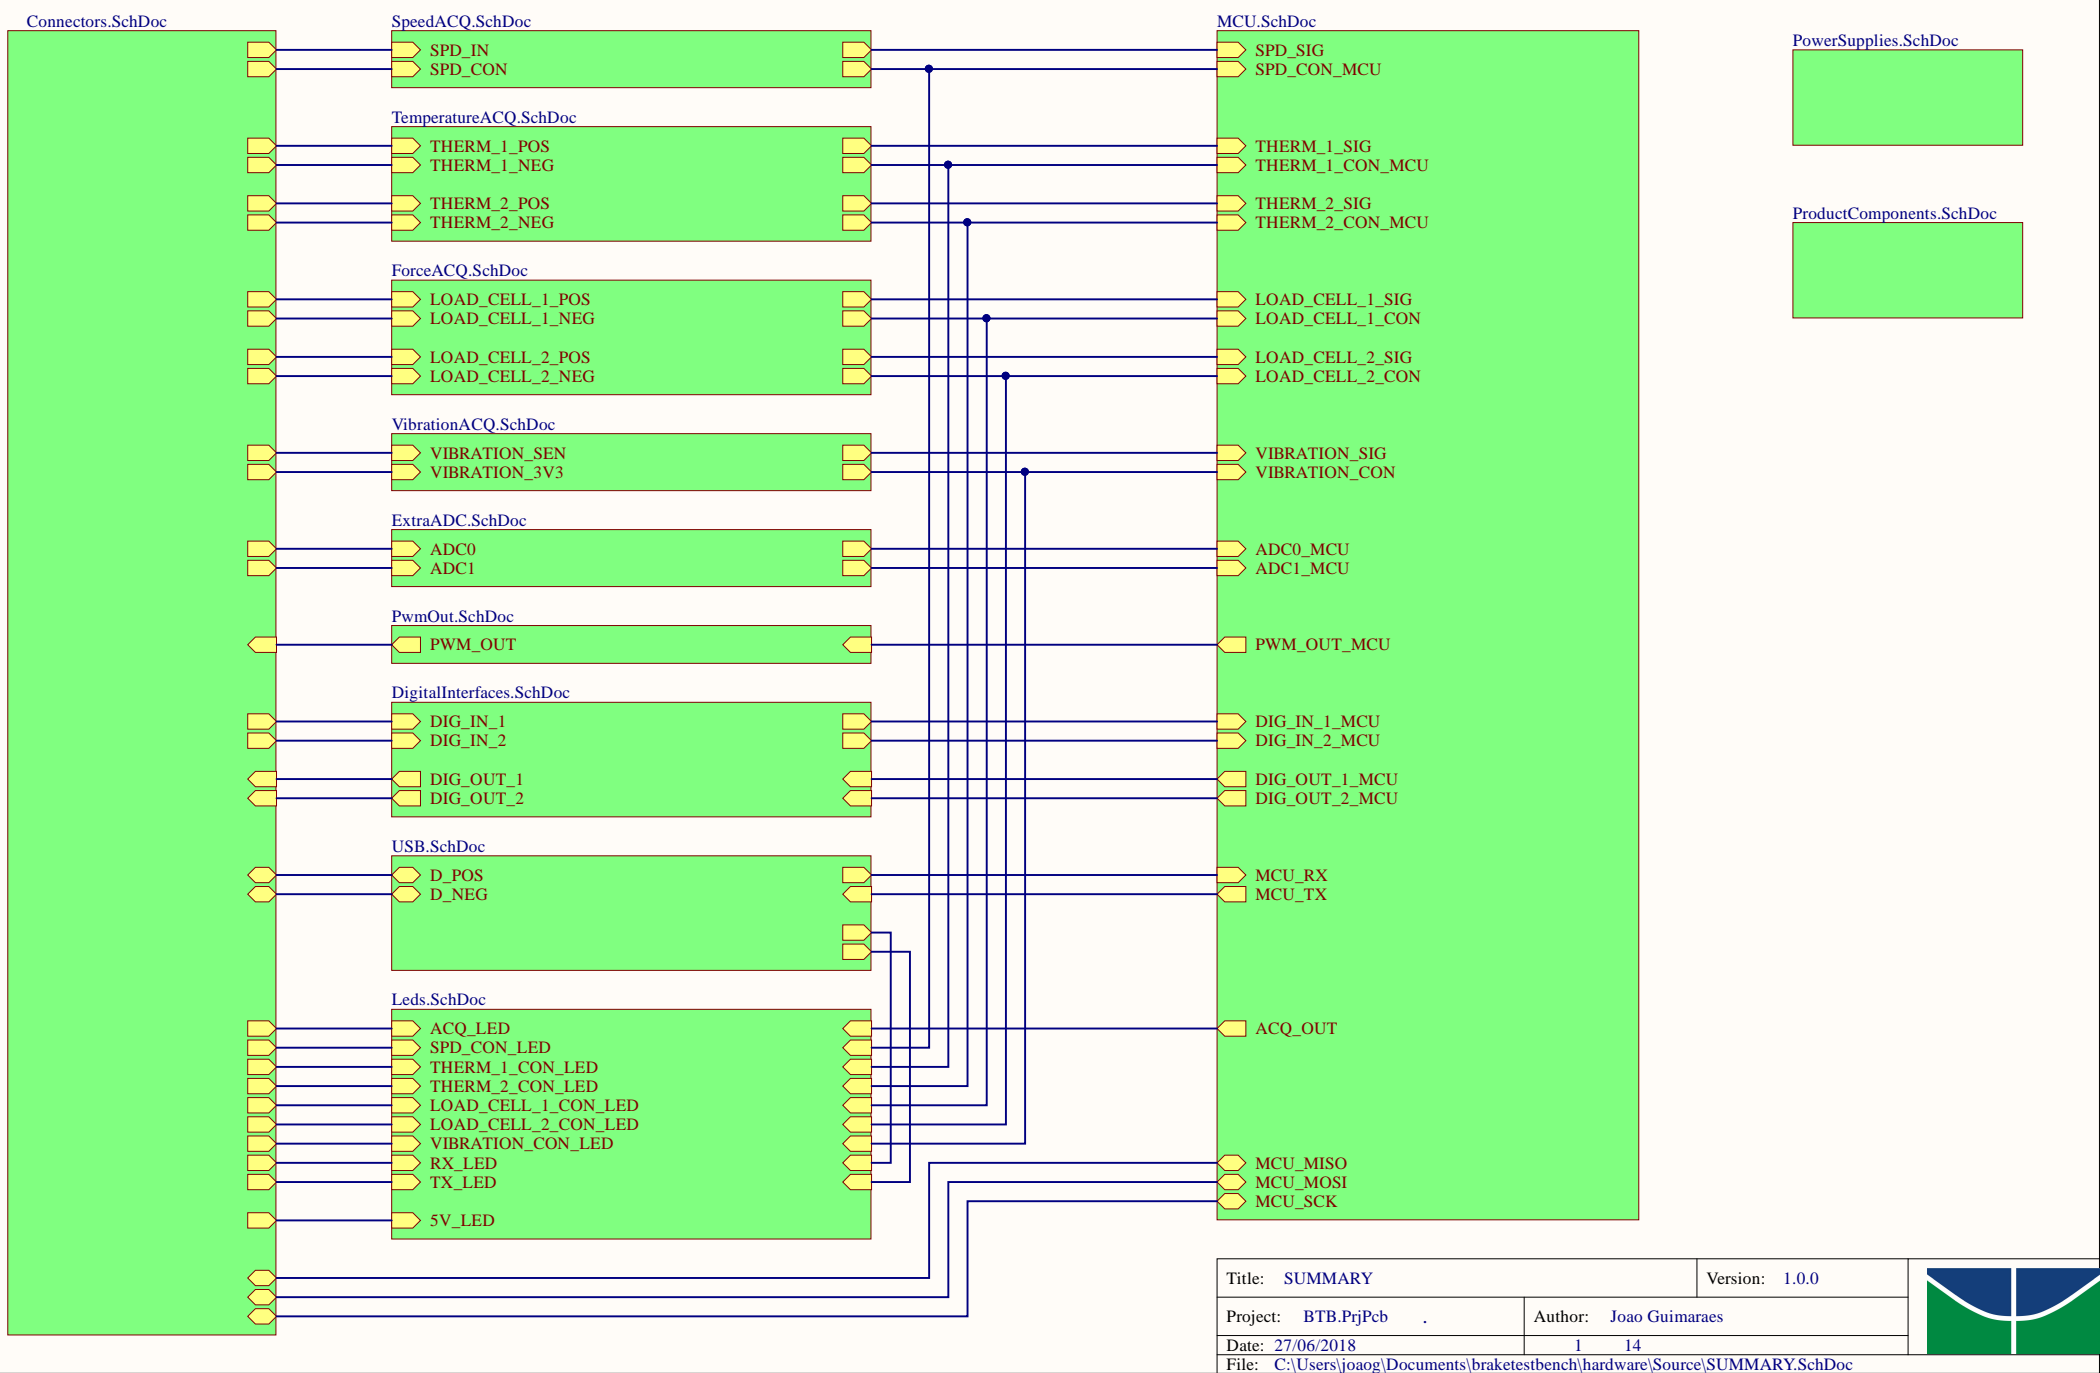 Connectors.SchDoc
SpeedACQ.SchDoc
SPD_IN
SPD_CON
TemperatureACQ.SchDoc
THERM_1_POS
THERM_1_NEG
THERM_2_POS
THERM_2_NEG
ForceACQ.SchDoc
LOAD_CELL_1_POS
LOAD_CELL_1_NEG
LOAD_CELL_2_POS
LOAD_CELL_2_NEG
VibrationACQ.SchDoc
VIBRATION_SEN
VIBRATION_3V3
ExtraADC.SchDoc
ADC0
ADC1
PwmOut.SchDoc
PWM_OUT
DigitalInterfaces.SchDoc
DIG_IN_1
DIG_IN_2
DIG_OUT_1
DIG_OUT_2
USB.SchDoc
D_POS
D_NEG
Leds.SchDoc
ACQ_LED
SPD_CON_LED
THERM_1_CON_LED
THERM_2_CON_LED
LOAD_CELL_1_CON_LED
LOAD_CELL_2_CON_LED
VIBRATION_CON_LED
RX_LED
TX_LED
5V_LED
MCU.SchDoc
SPD_SIG
SPD_CON_MCU
THERM_1_SIG
THERM_1_CON_MCU
THERM_2_SIG
THERM_2_CON_MCU
LOAD_CELL_1_SIG
LOAD_CELL_1_CON
LOAD_CELL_2_SIG
LOAD_CELL_2_CON
VIBRATION_SIG
VIBRATION_CON
ADC0_MCU
ADC1_MCU
PWM_OUT_MCU
DIG_IN_1_MCU
DIG_IN_2_MCU
DIG_OUT_1_MCU
DIG_OUT_2_MCU
MCU_RX
MCU_TX
ACQ_OUT
MCU_MISO
MCU_MOSI
MCU_SCK
PowerSupplies.SchDoc
ProductComponents.SchDoc
Title: SUMMARY Version: 1.0.0
Project: BTB.PrjPcb . Author: Joao Guimaraes
Date: 27/06/2018 1 14
File: C:\Users\joaog\Documents\braketestbench\hardware\Source\SUMMARY.SchDoc